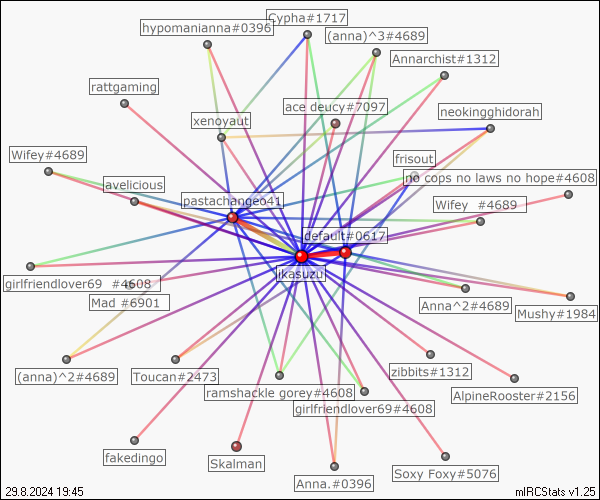 Cypha#1717
hypomanianna#0396
(anna)^3#4689
Annarchist#1312
rattgaming
ace deucy#7097
neokingghidorah
xenoyaut
Wifey#4689
frisout
no cops no laws no hope#4608
avelicious
pastachangeo41
Wifey #4689
default#0617
jkasuzu
girlfriendlover69 #4608
Mad #6901
Anna^2#4689
Mushy#1984
(anna)^2#4689
Toucan#2473
zibbits#1312
ramshackle gorey#4608
AlpineRooster#2156
girlfriendlover69#4608
fakedingo
Skalman
Anna.#0396
Soxy Foxy#5076
29.8.2024 19:45
mIRCStats v1.25